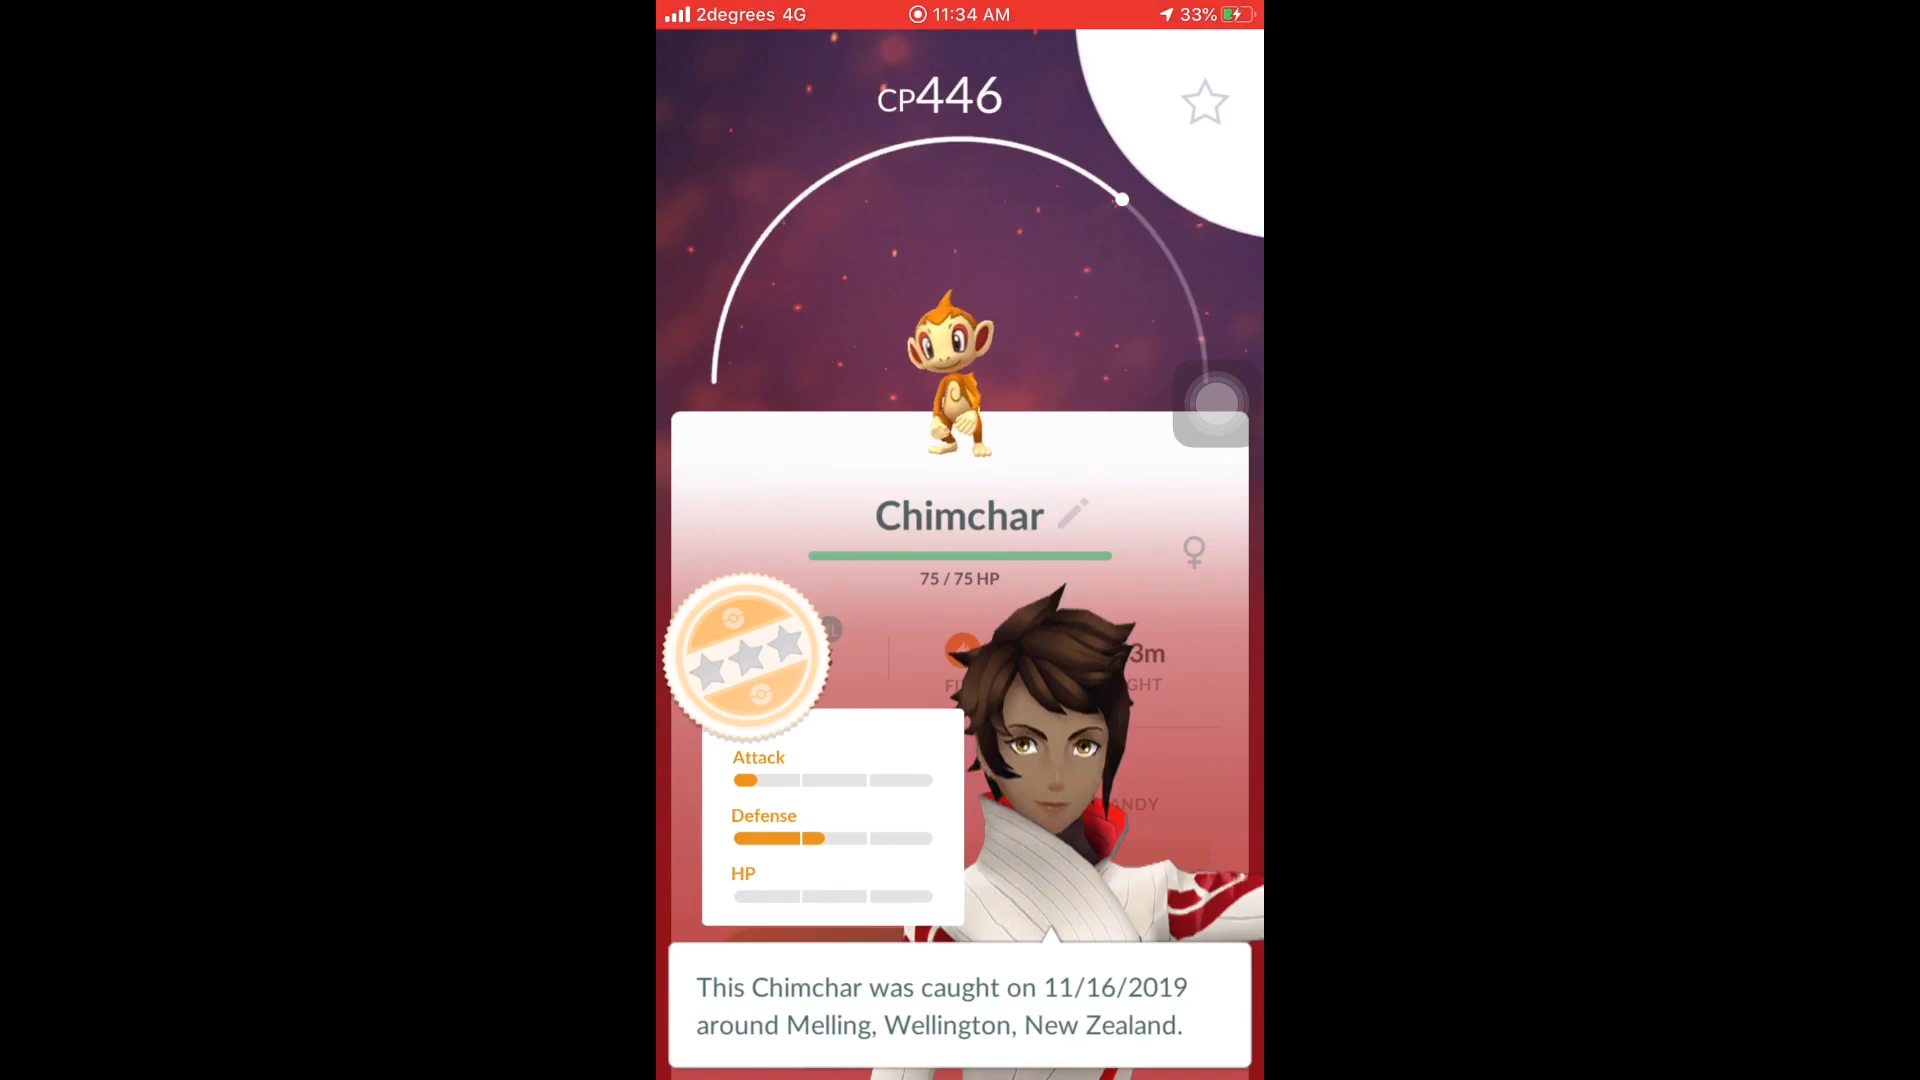 2degrees 4G 11:34 AM 33%
CP446
Chimchar
75 / 75 HP
3m
GHT
Attack
ANDY
Defense
HP
This Chimchar was caught on 11/16/2019
around Melling, Wellington, New Zealand.